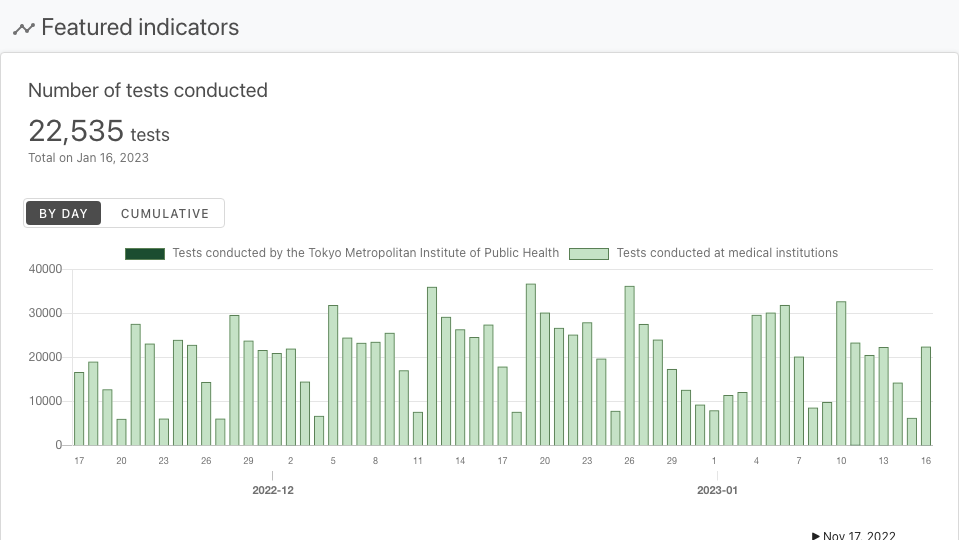 Featured indicators
Number of tests conducted
22,535 tests
Total on Jan 16, 2023
BY DAY CUMULATIVE
Tests conducted by the Tokyo Metropolitan Institute of Public Health Tests conducted at medical institutions
40000
30000
20000
10000
0
17 20 23 26 29 2 5 8 11 14 17 20 23 26 29 1 4 7 10 13 16
2022-12 2023-01
▶ Nov 17, 2022